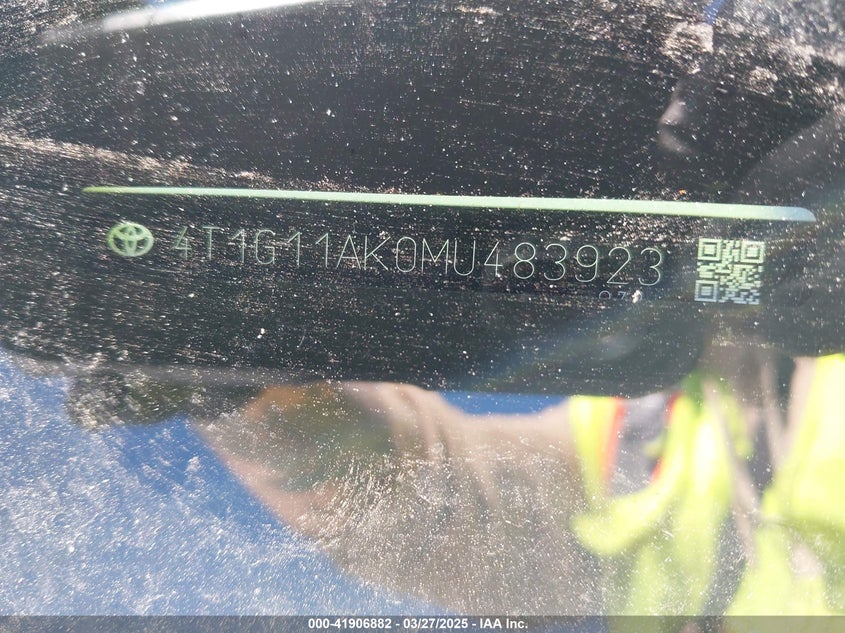 4T1G11AK0MU483923
000-41906882 - 03/27/2025 - IAA Inc.